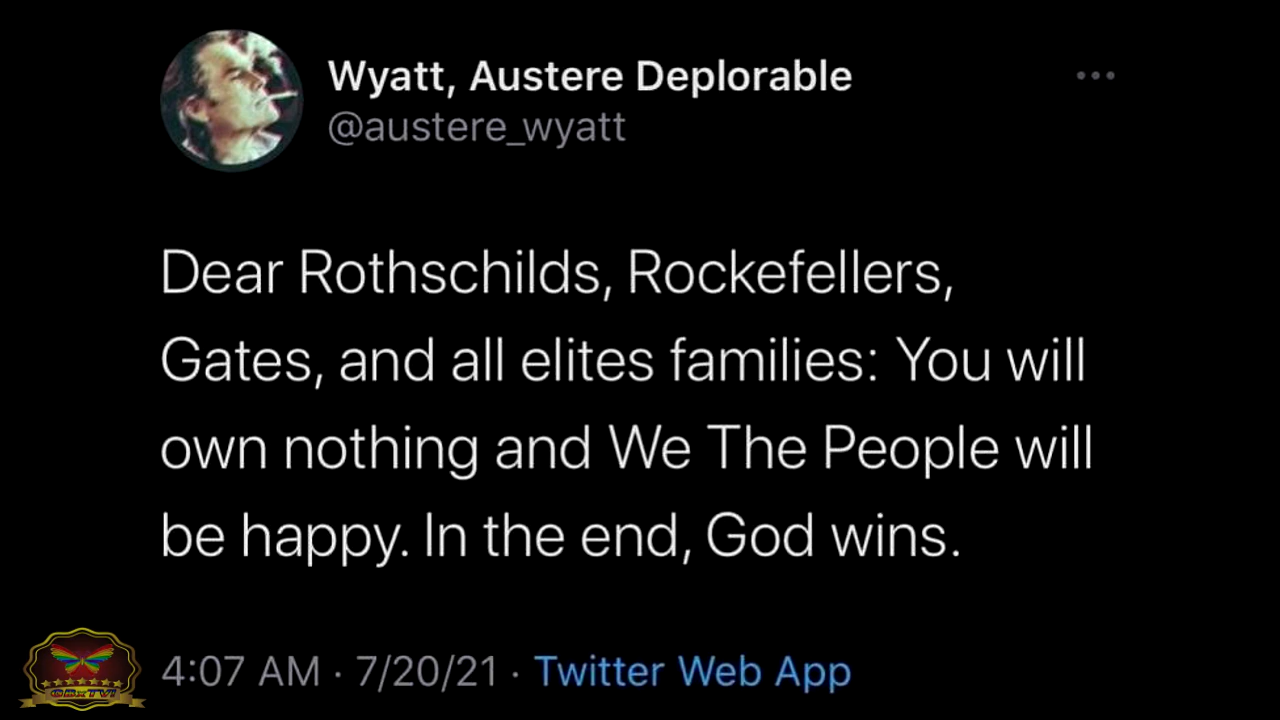 Wyatt, Austere Deplorable
@austere_wyatt
Dear Rothschilds, Rockefellers,
Gates, and all elites families: You will
own nothing and We The People will
be happy. In the end, God wins.
4:07 AM · 7/20/21 · Twitter Web App